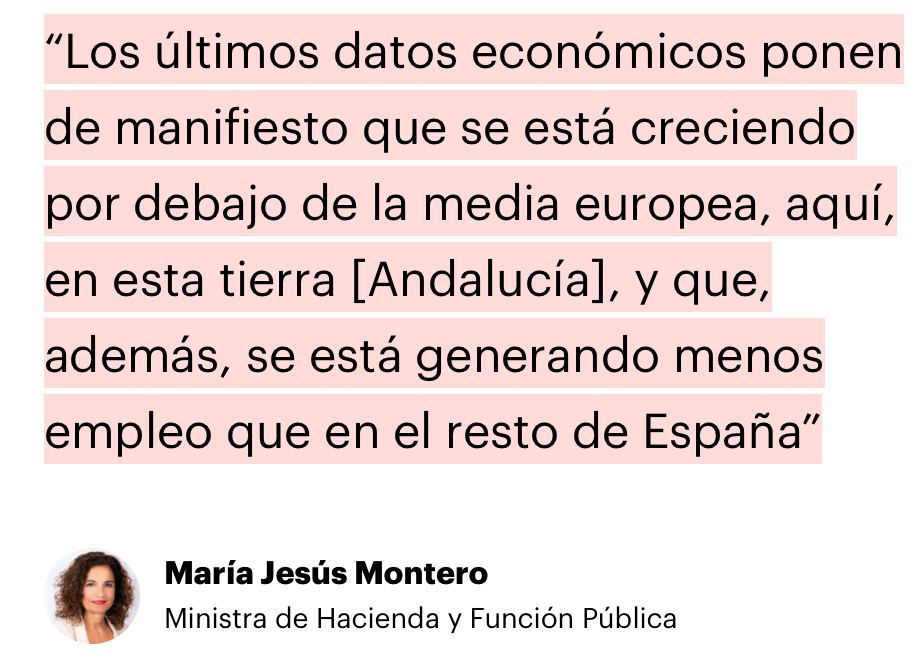 “Los últimos datos económicos ponen
de manifiesto que se está creciendo
por debajo de la media europea, aquí,
en esta tierra [Andalucía], y que,
además, se está generando menos
empleo que en el resto de España”
María Jesús Montero
Ministra de Hacienda y Función Pública